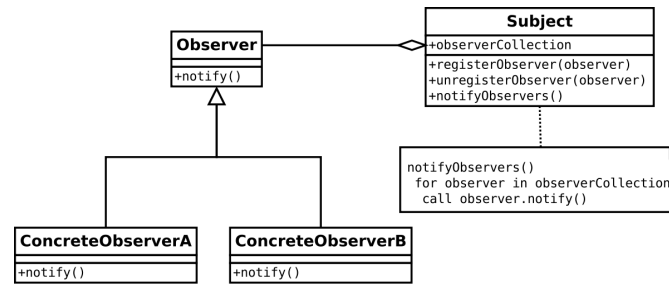 Observer
+notify()
Subject
+observerCollection
+registerObserver(observer)
+unregisterObserver(observer)
+notifyObservers()
notifyObservers()
for observer in observerCollection
call observer.notify()
ConcreteObserverA
+notify()
ConcreteObserverB
+notify()